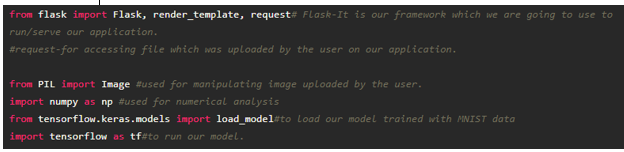 from flask import Flask, render_template, request# Flask-It is our framework which we are going to use to
run/serve our application.
#request-for accessing file which was uploaded by the user on our application.
from PIL import Image #used for manipulating image uploaded by the user.
import numpy as np #used for numerical analysis
from tensorflow.keras.models import load_model#to load our model trained with MNIST data
import tensorflow as tf#to run our model.